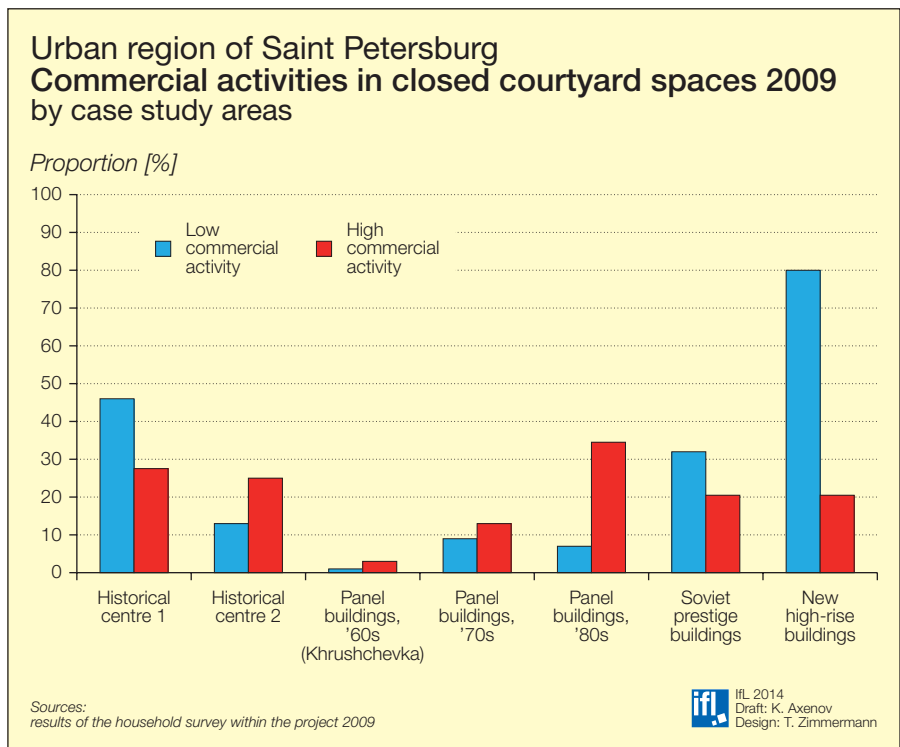 Urban region of Saint Petersburg
Commercial activities in closed courtyard spaces 2009
by case study areas
Proportion [%]
100
90
80
70
60
50
40
30
20
10
0
Low
commercial
activity
High
commercial
activity
Historical
centre 1
Historical
centre 2
Panel
buildings,
’60s
(Khrushchevka)
Panel
buildings,
’70s
Panel
buildings,
’80s
Soviet
prestige
buildings
New
high-rise
buildings
Sources:
results of the household survey within the project 2009
ifl
IfL 2014
Draft: K. Axenov
Design: T. Zimmermann